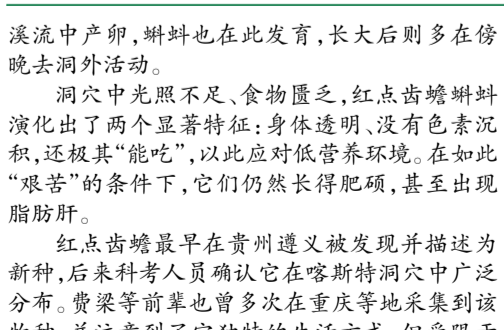 溪流中产卵，蝌蚪也在此发育，长大后则多在傍
晚去洞外活动。
洞穴中光照不足、食物匮乏，红点齿蟾蝌蚪
演化出了两个显著特征：身体透明、没有色素沉
积，还极其“能吃”，以此应对低营养环境。在如此
“艰苦”的条件下，它们仍然长得肥硕，甚至出现
脂肪肝。
红点齿蟾最早在贵州遵义被发现并描述为
新种，后来科考人员确认它在喀斯特洞穴中广泛
分布。费梁等前辈也曾多次在重庆等地采集到该